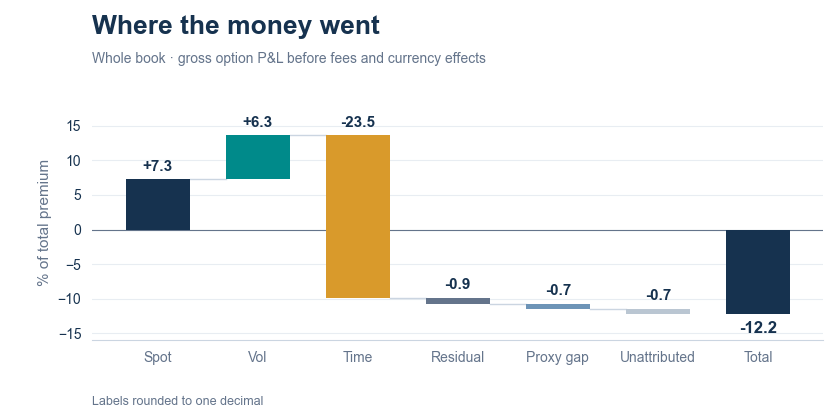 Where the money went
Whole book · gross option P&L before fees and currency effects
% of total premium
15
10
5
0
−5
−10
−15
+7.3
+6.3
-23.5
-0.9
-0.7
-0.7
-12.2
Spot
Vol
Time
Residual
Proxy gap
Unattributed
Total
Labels rounded to one decimal